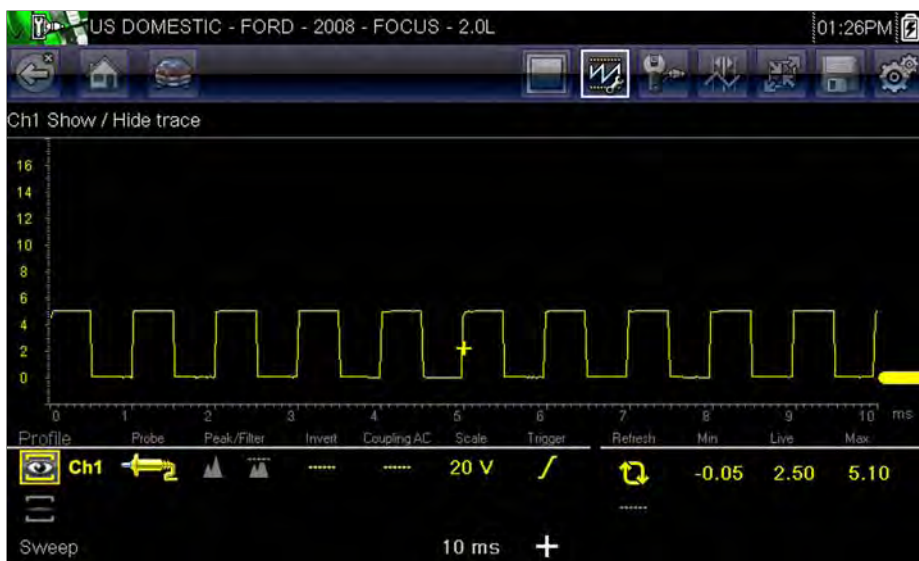 US DOMESTIC - FORD - 2008 - FOCUS - 2.0L 01:26PM
Ch1 Show / Hide trace
16
14
12
10
8
6
4
2
0
0 1 2 3 4 5 6 7 8 9 10 ms
Profile Probe Peak/Filter Invert Coupling AC Scale Trigger Refresh Min Live Max
Ch1 2 ----- ----- 20 V -0.05 2.50 5.10
-----
Sweep 10 ms +